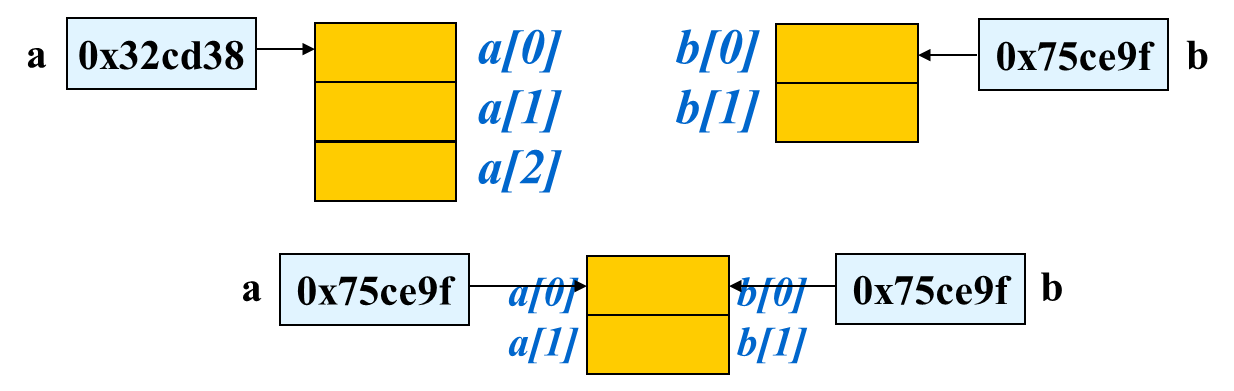 a 0x32cd38 a[0] b[0] 0x75ce9f b
a[1] b[1]
a[2]
a 0x75ce9f a[0] b[0] 0x75ce9f b
a[1] b[1]